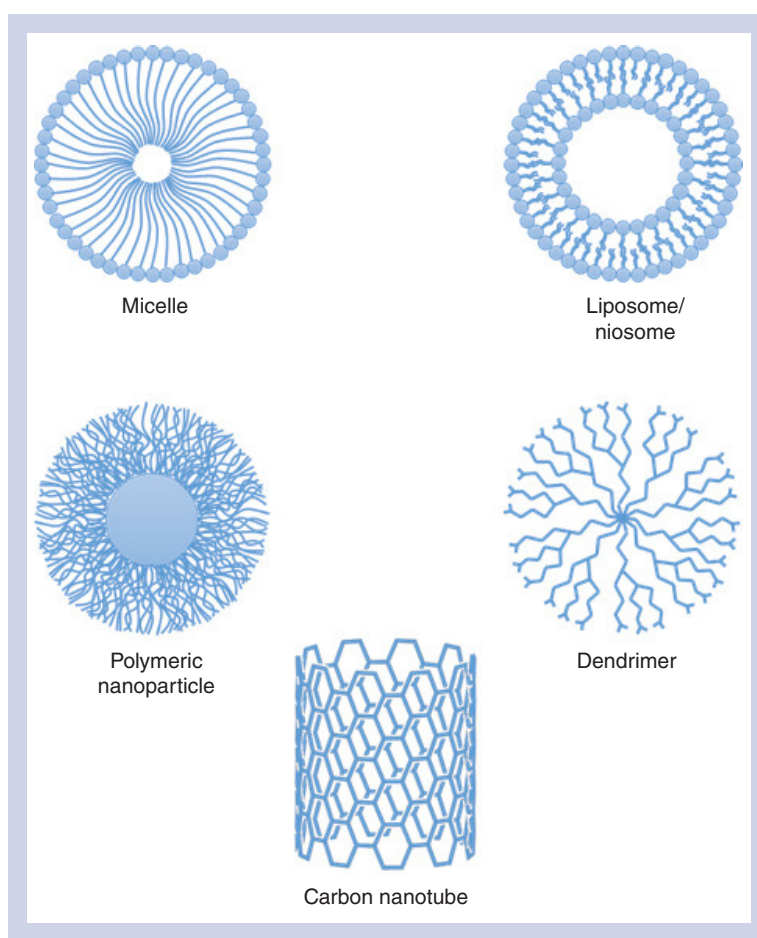 Micelle
Liposome/
niosome
Polymeric
nanoparticle
Dendrimer
Carbon nanotube